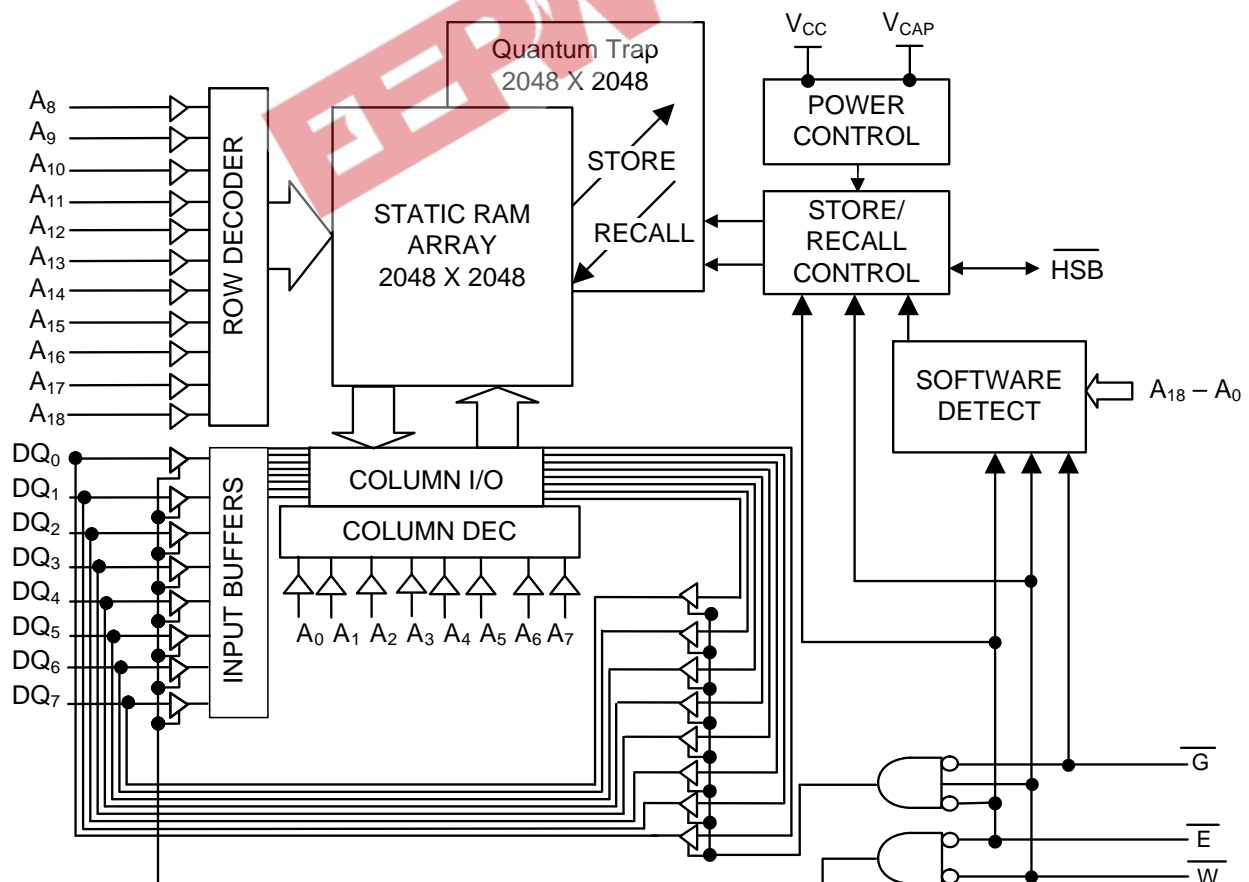 Quantum Trap
2048 X 2048
V_CC
V_CAP
POWER
CONTROL
A₈
A₉
A₁₀
A₁₁
A₁₂
A₁₃
A₁₄
A₁₅
A₁₆
A₁₇
A₁₈
ROW DECODER
STATIC RAM
ARRAY
2048 X 2048
STORE
RECALL
STORE/
RECALL
CONTROL
HSB
SOFTWARE
DETECT
A₁₈ – A₀
DQ₀
DQ₁
DQ₂
DQ₃
DQ₄
DQ₅
DQ₆
DQ₇
INPUT BUFFERS
COLUMN I/O
COLUMN DEC
A₀ A₁ A₂ A₃ A₄ A₅ A₆ A₇
G
E
W